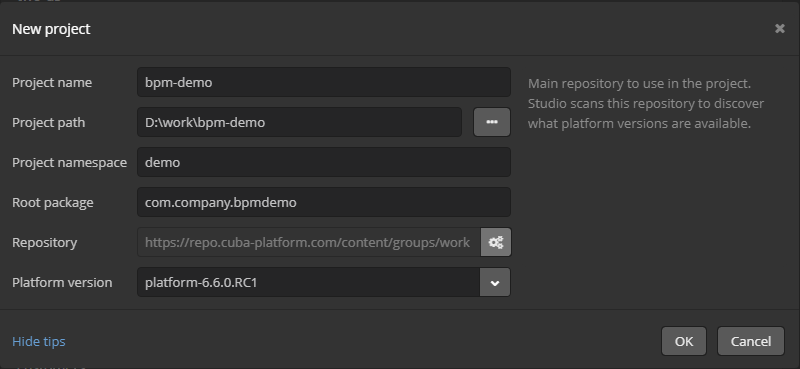 New project
Project name
bpm-demo
Main repository to use in the project.
Studio scans this repository to discover
what platform versions are available.
Project path
D:\work\bpm-demo
Project namespace
demo
Root package
com.company.bpmdemo
Repository
https://repo.cuba-platform.com/content/groups/work
Platform version
platform-6.6.0.RC1
Hide tips
OK
Cancel